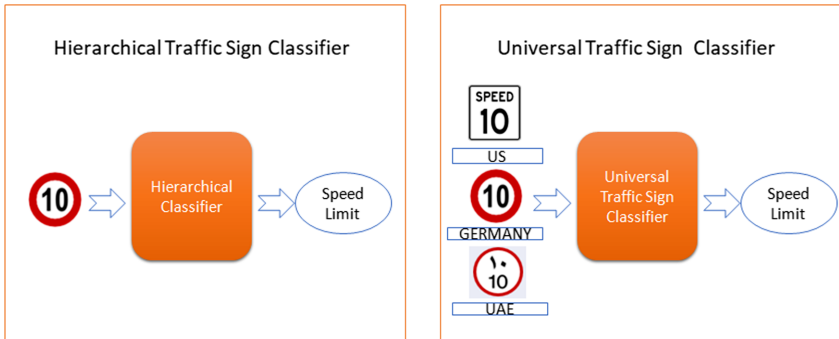 Hierarchical Traffic Sign Classifier
10
Hierarchical
Classifier
Speed
Limit
Universal Traffic Sign Classifier
SPEED
10
US
10
GERMANY
١٠
10
UAE
Universal
Traffic Sign
Classifier
Speed
Limit